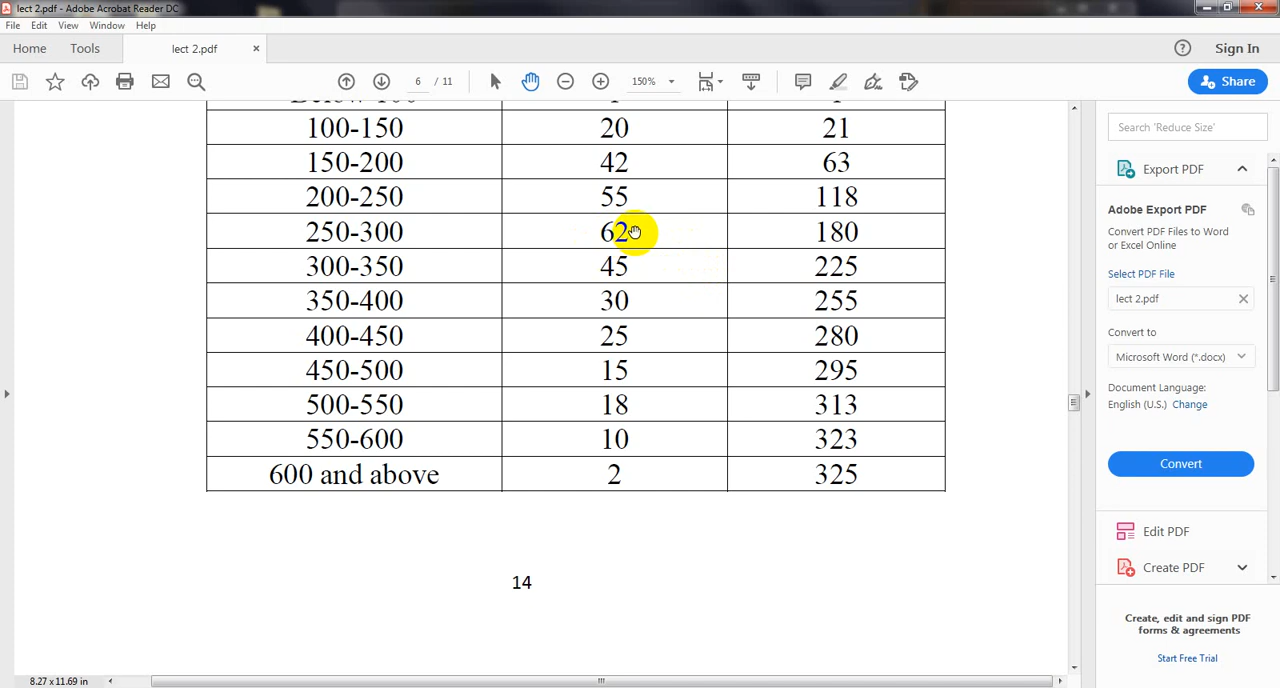 lect 2.pdf - Adobe Acrobat Reader DC
File Edit View Window Help
Home Tools lect 2.pdf × Sign In
6 / 11 150% Share
Below 100 1 1
100-150 20 21
150-200 42 63
200-250 55 118
250-300 62 180
300-350 45 225
350-400 30 255
400-450 25 280
450-500 15 295
500-550 18 313
550-600 10 323
600 and above 2 325
14
8.27 x 11.69 in
Search 'Reduce Size'
Export PDF
Adobe Export PDF
Convert PDF Files to Word
or Excel Online
Select PDF File
lect 2.pdf
Convert to
Microsoft Word (*.docx)
Document Language:
English (U.S.) Change
Convert
Edit PDF
Create PDF
Create, edit and sign PDF
forms & agreements
Start Free Trial